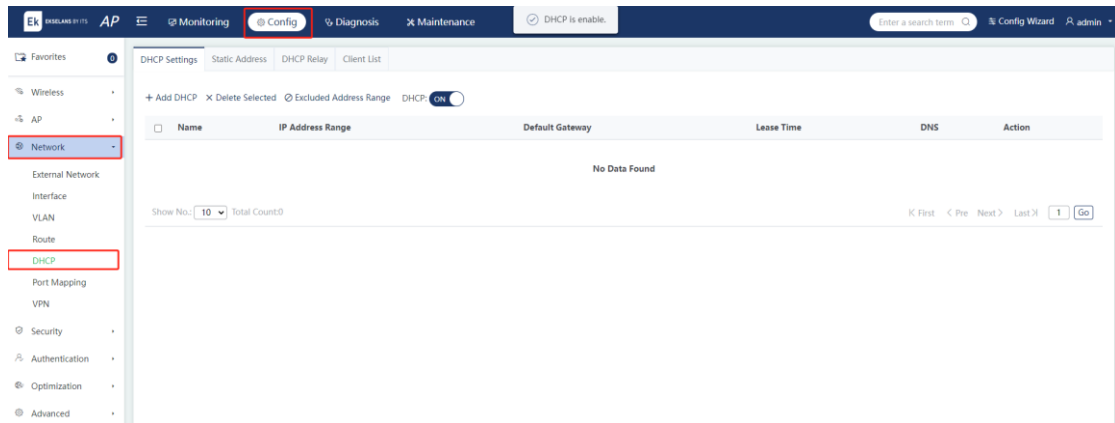 Ek EKSELANS BY ITS AP Monitoring Config Diagnosis Maintenance DHCP is enable. Enter a search term Config Wizard admin
Favorites 0
DHCP Settings Static Address DHCP Relay Client List
Wireless
+ Add DHCP × Delete Selected Excluded Address Range DHCP: ON
AP
Name IP Address Range Default Gateway Lease Time DNS Action
Network
No Data Found
External Network
Interface
Show No.: 10 Total Count:0 First < Pre Next > Last 1 Go
VLAN
Route
DHCP
Port Mapping
VPN
Security
Authentication
Optimization
Advanced